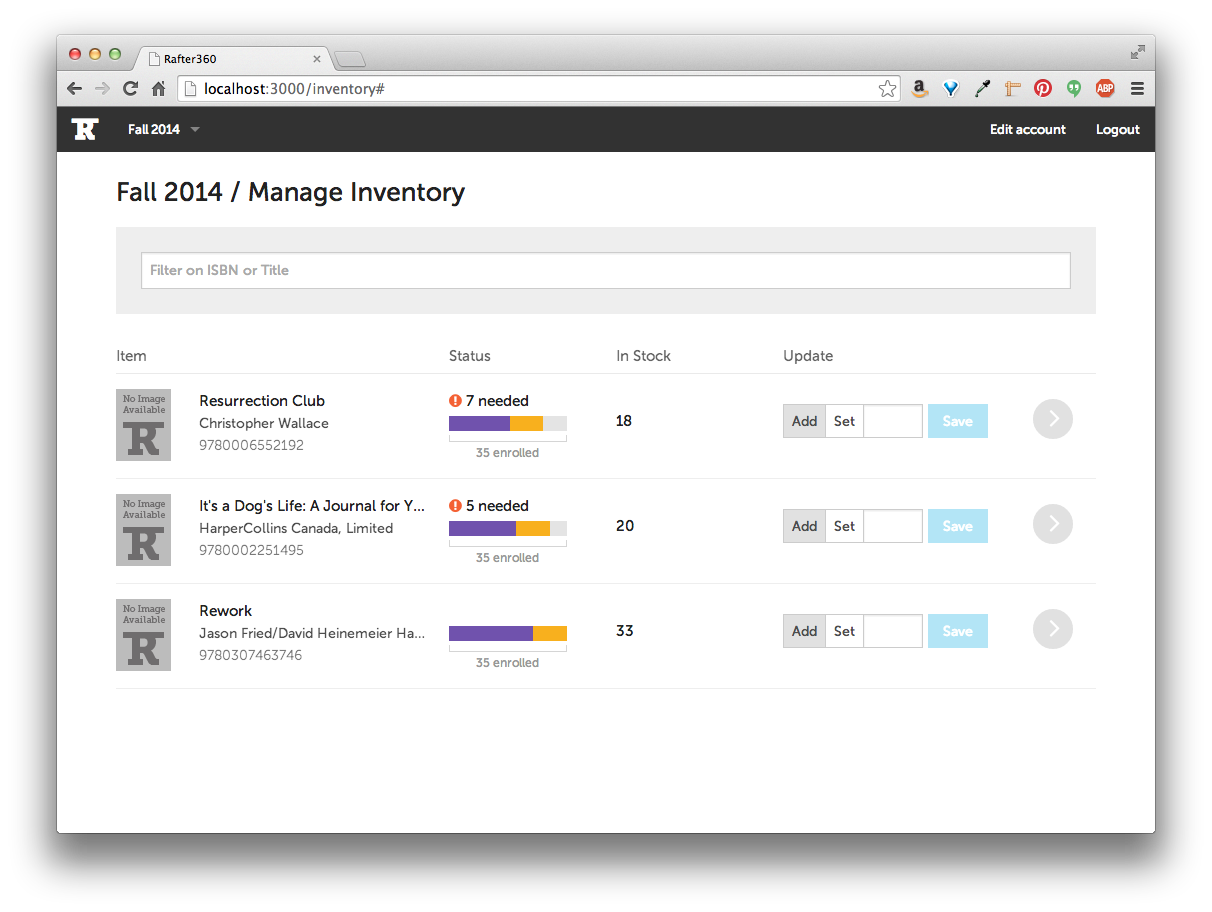 Rafter360
localhost:3000/inventory#
a
ABP
R
Fall 2014
Edit account
Logout
Fall 2014 / Manage Inventory
Filter on ISBN or Title
Item
Status
In Stock
Update
No Image
Available
R
Resurrection Club
Christopher Wallace
9780006552192
! 7 needed
35 enrolled
18
Add
Set
Save
No Image
Available
R
It's a Dog's Life: A Journal for Y...
HarperCollins Canada, Limited
9780002251495
! 5 needed
35 enrolled
20
Add
Set
Save
No Image
Available
R
Rework
Jason Fried/David Heinemeier Ha...
9780307463746
35 enrolled
33
Add
Set
Save